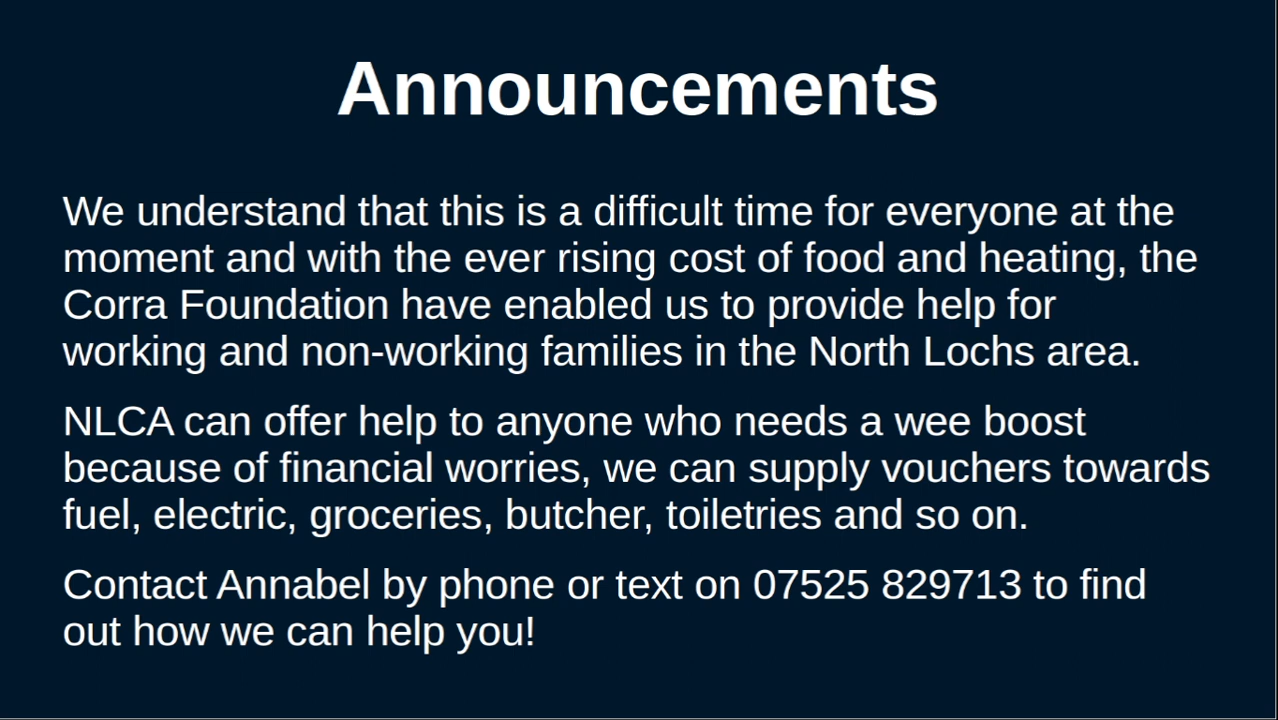 Announcements
We understand that this is a difficult time for everyone at the
moment and with the ever rising cost of food and heating, the
Corra Foundation have enabled us to provide help for
working and non-working families in the North Lochs area.
NLCA can offer help to anyone who needs a wee boost
because of financial worries, we can supply vouchers towards
fuel, electric, groceries, butcher, toiletries and so on.
Contact Annabel by phone or text on 07525 829713 to find
out how we can help you!